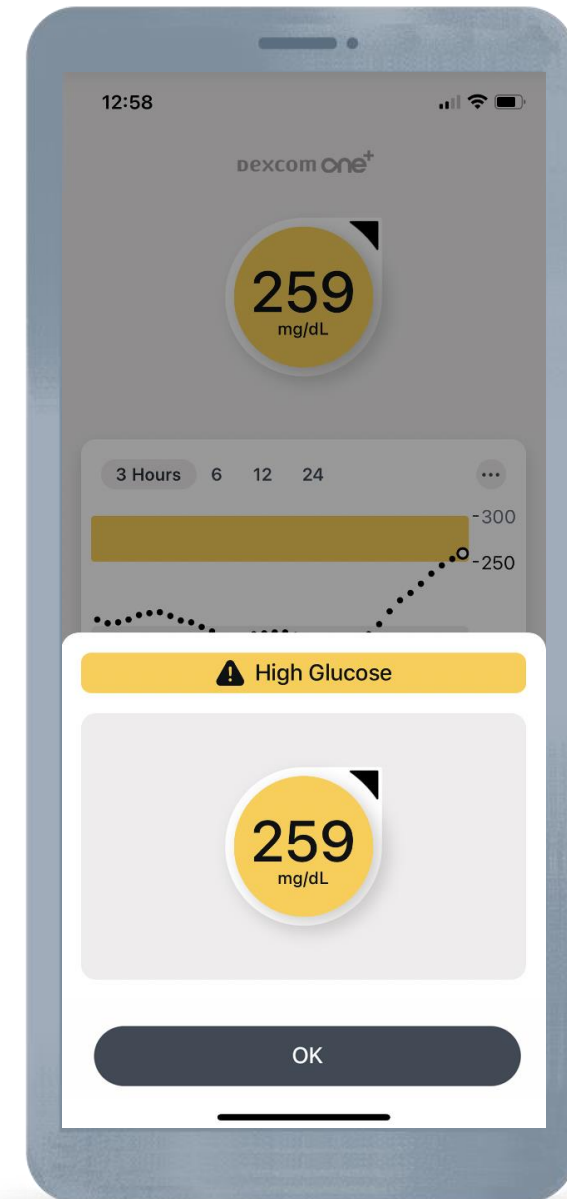 12:58
Dexcom one+
259
mg/dL
3 Hours 6 12 24
300
250
High Glucose
259
mg/dL
OK